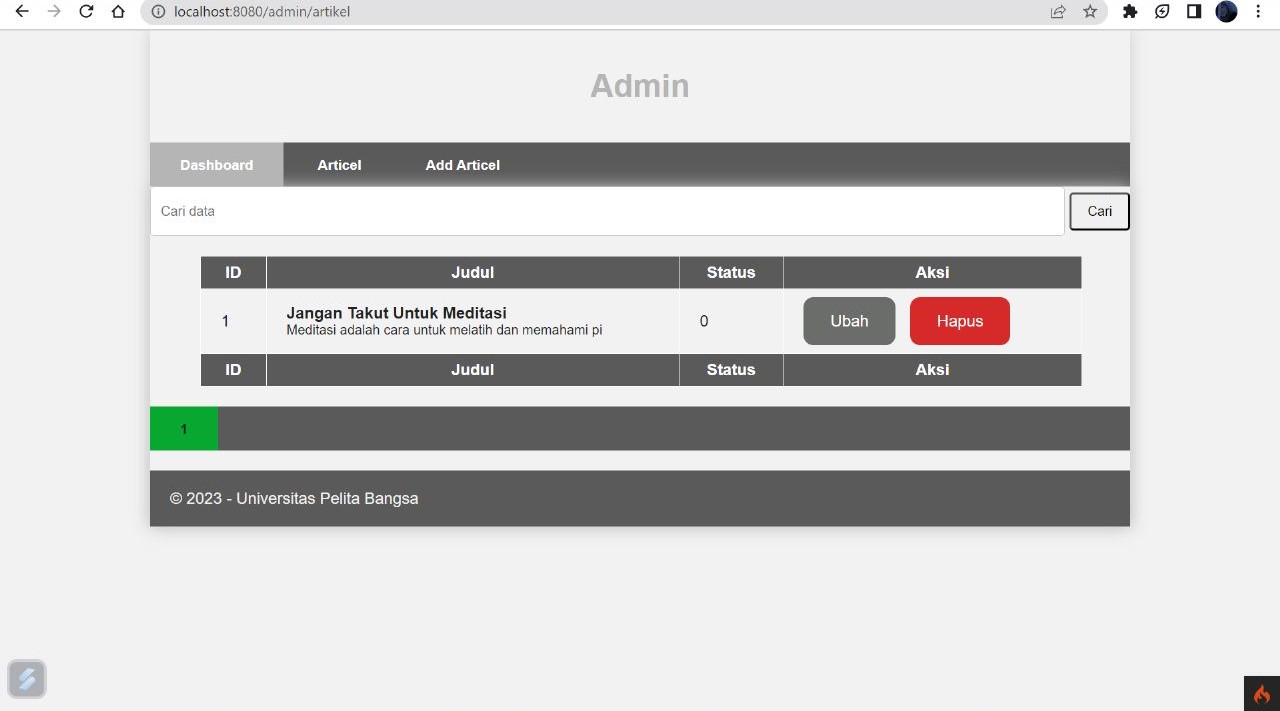 localhost:8080/admin/artikel
Admin
Dashboard Articel Add Articel
Cari data Cari
ID Judul Status Aksi
1 Jangan Takut Untuk Meditasi 0 Ubah Hapus
Meditasi adalah cara untuk melatih dan memahami pi
ID Judul Status Aksi
1
© 2023 - Universitas Pelita Bangsa